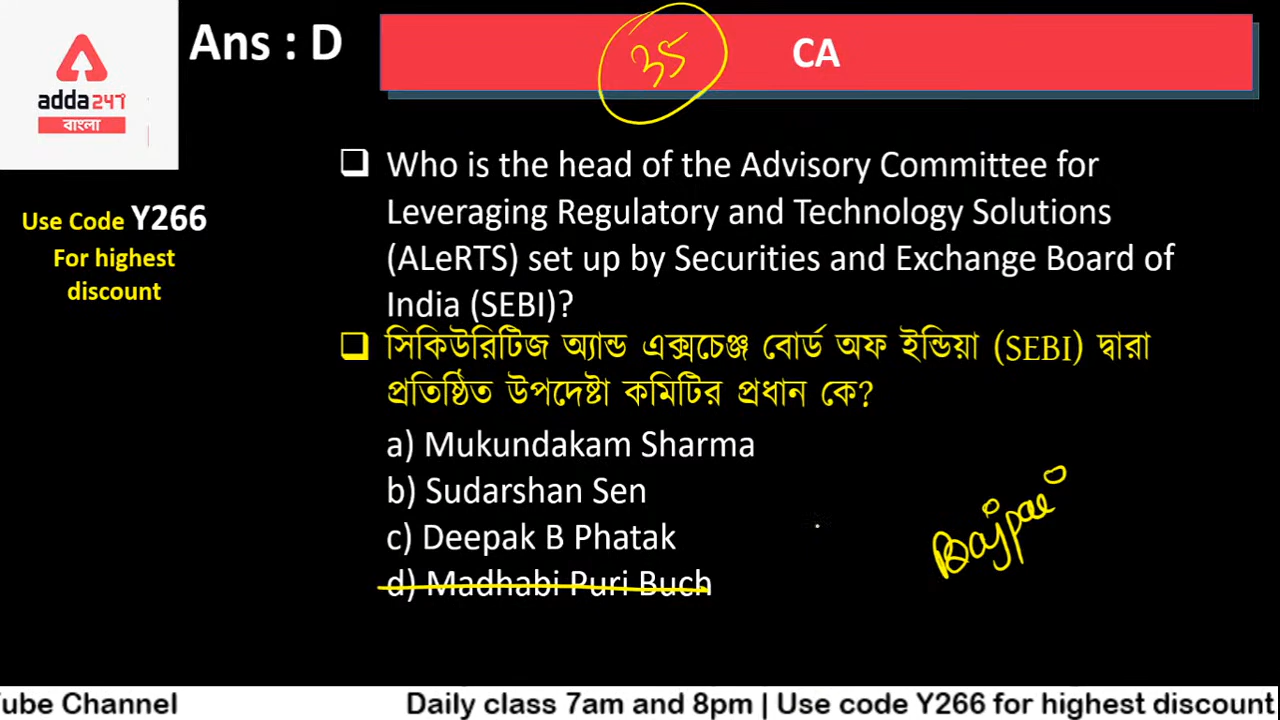 Ans : D
35
CA
adda247
বাংলা
Use Code Y266
For highest
discount
❑ Who is the head of the Advisory Committee for
Leveraging Regulatory and Technology Solutions
(ALeRTS) set up by Securities and Exchange Board of
India (SEBI)?
❑ সিকিউরিটিজ অ্যান্ড এক্সচেঞ্জ বোর্ড অফ ইন্ডিয়া (SEBI) দ্বারা
প্রতিষ্ঠিত উপদেষ্টা কমিটির প্রধান কে?
a) Mukundakam Sharma
b) Sudarshan Sen
c) Deepak B Phatak
d) Madhabi Puri Buch
Bajpai
Tube Channel
Daily class 7am and 8pm | Use code Y266 for highest discount